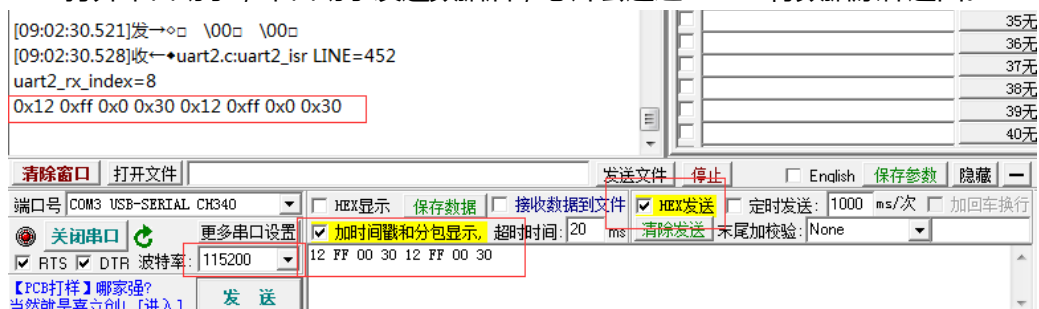 [09:02:30.521]发→◇□ \00□ \00□
[09:02:30.528]收←◆uart2.c:uart2_isr LINE=452
uart2_rx_index=8
0x12 0xff 0x0 0x30 0x12 0xff 0x0 0x30
35无
36无
37无
38无
39无
40无
清除窗口 打开文件 发送文件 停止 English 保存参数 隐藏 —
端口号 COM3 USB-SERIAL CH340 HEX显示 保存数据 接收数据到文件 HEX发送 定时发送: 1000 ms/次 加回车换行
关闭串口 更多串口设置 加时间戳和分包显示, 超时时间: 20 ms 清除发送 末尾加校验: None
RTS DTR 波特率: 115200 12 FF 00 30 12 FF 00 30
【PCB打样】哪家强?
发 送